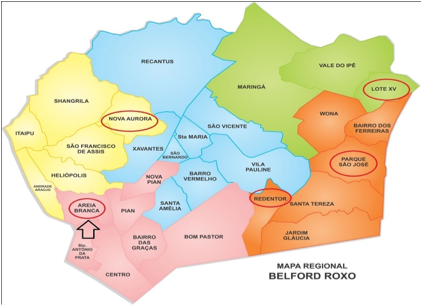 RECANTUS
VALE DO IPÊ
MARINGÁ
LOTE XV
SHANGRILA
NOVA AURORA
WONA
ITAIPU
Sta MARIA
SÃO VICENTE
BAIRRO DOS
FERREIRAS
SÃO FRANCISCO
DE ASSIS
XAVANTES
SÃO
BERNARDO
PARQUE
SÃO JOSÉ
HELIÓPOLIS
NOVA
PIAN
BAIRRO
VERMELHO
VILA
PAULINE
ANDRADE
ARAÚJO
AREIA
BRANCA
PIAN
SANTA
AMÉLIA
REDENTOR
SANTA TEREZA
Sto.
ANTÔNIO
DA
PRATA
BAIRRO
DAS
GRAÇAS
BOM PASTOR
JARDIM
GLÁUCIA
CENTRO
MAPA REGIONAL
BELFORD ROXO